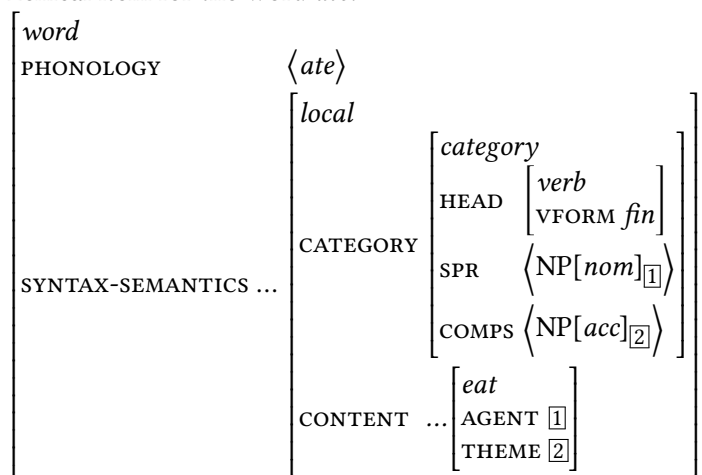 word
PHONOLOGY ⟨ate⟩
local
category
HEAD
verb
VFORM fin
CATEGORY
SPR ⟨NP[nom]1⟩
SYNTAX-SEMANTICS ...
COMPS ⟨NP[acc]2⟩
eat
CONTENT ... AGENT 1
THEME 2